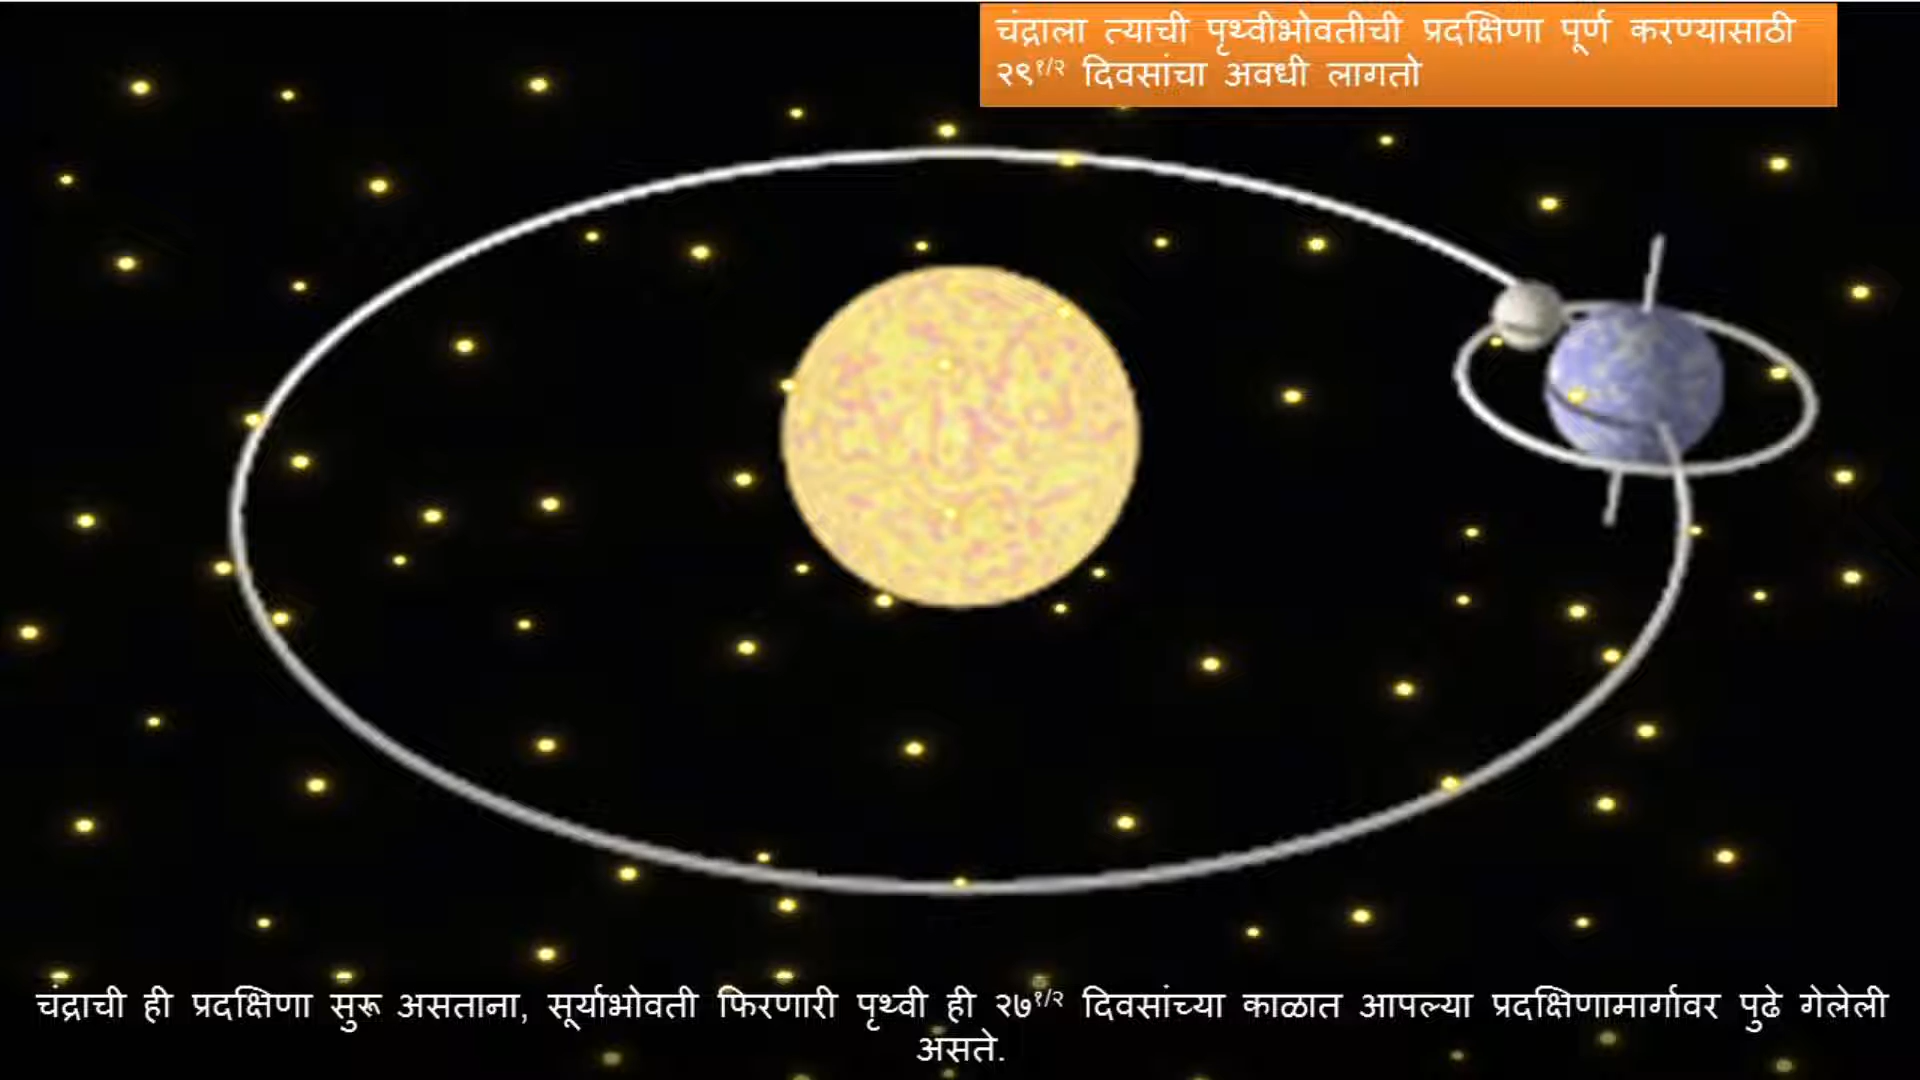 चंद्राला त्याची पृथ्वीभोवतीची प्रदक्षिणा पूर्ण करण्यासाठी
२९¹/² दिवसांचा अवधी लागतो
चंद्राची ही प्रदक्षिणा सुरू असताना, सूर्याभोवती फिरणारी पृथ्वी ही २७¹/² दिवसांच्या काळात आपल्या प्रदक्षिणामार्गावर पुढे गेलेली
असते.